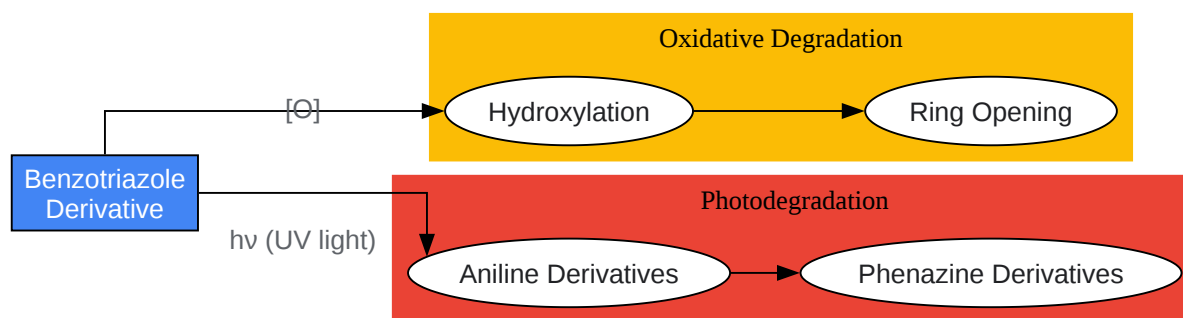 Oxidative Degradation
[O]
Hydroxylation
Ring Opening
Benzotriazole
Derivative
Photodegradation
hν (UV light)
Aniline Derivatives
Phenazine Derivatives